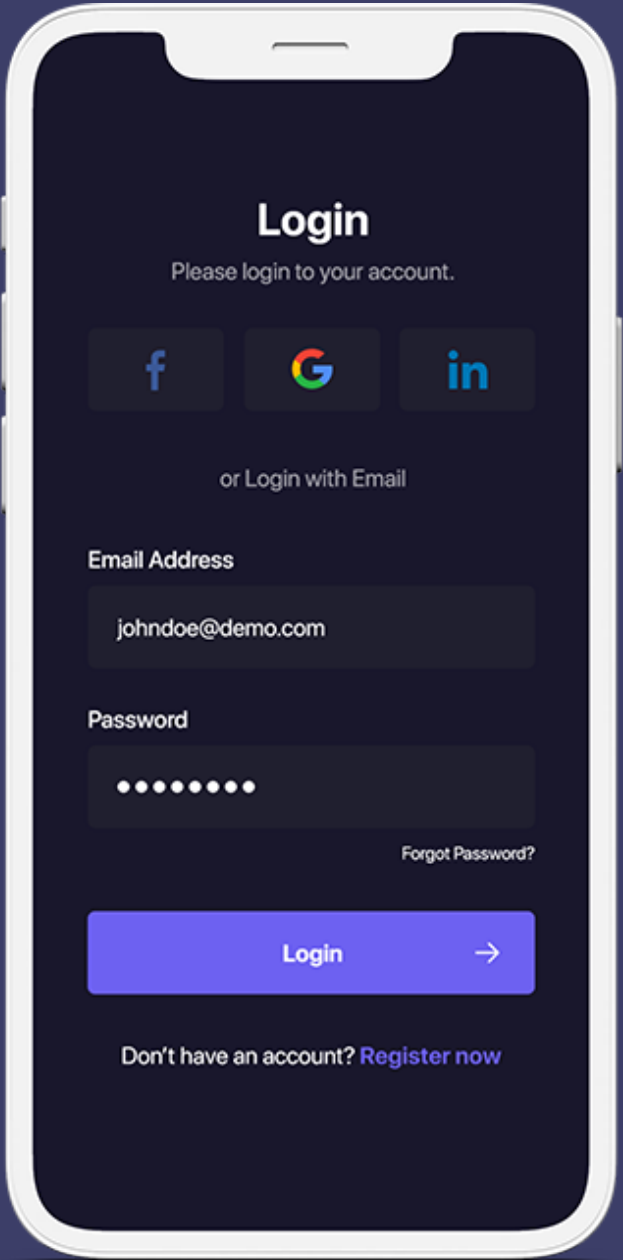 Login
Please login to your account.
f G in
or Login with Email
Email Address
johndoe@demo.com
Password
••••••••
Forgot Password?
Login →
Don't have an account? Register now